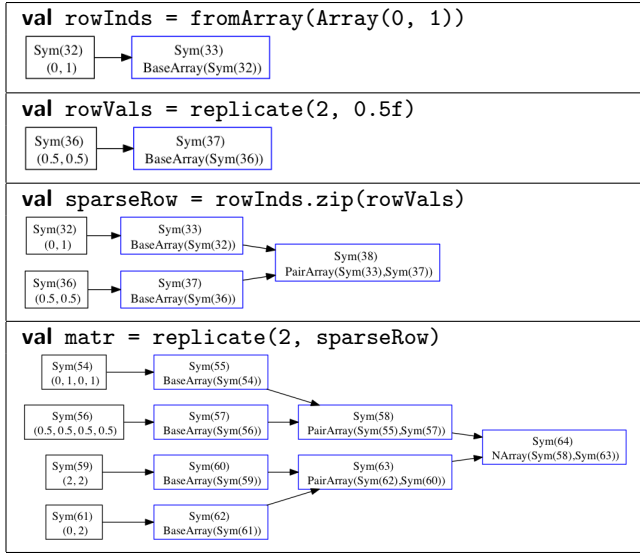 val rowInds = fromArray(Array(0, 1))
Sym(32)
(0, 1)
Sym(33)
BaseArray(Sym(32))
val rowVals = replicate(2, 0.5f)
Sym(36)
(0.5, 0.5)
Sym(37)
BaseArray(Sym(36))
val sparseRow = rowInds.zip(rowVals)
Sym(32)
(0, 1)
Sym(33)
BaseArray(Sym(32))
Sym(38)
PairArray(Sym(33),Sym(37))
Sym(36)
(0.5, 0.5)
Sym(37)
BaseArray(Sym(36))
val matr = replicate(2, sparseRow)
Sym(54)
(0, 1, 0, 1)
Sym(55)
BaseArray(Sym(54))
Sym(56)
(0.5, 0.5, 0.5, 0.5)
Sym(57)
BaseArray(Sym(56))
Sym(58)
PairArray(Sym(55),Sym(57))
Sym(64)
NArray(Sym(58),Sym(63))
Sym(59)
(2, 2)
Sym(60)
BaseArray(Sym(59))
Sym(63)
PairArray(Sym(62),Sym(60))
Sym(61)
(0, 2)
Sym(62)
BaseArray(Sym(61))